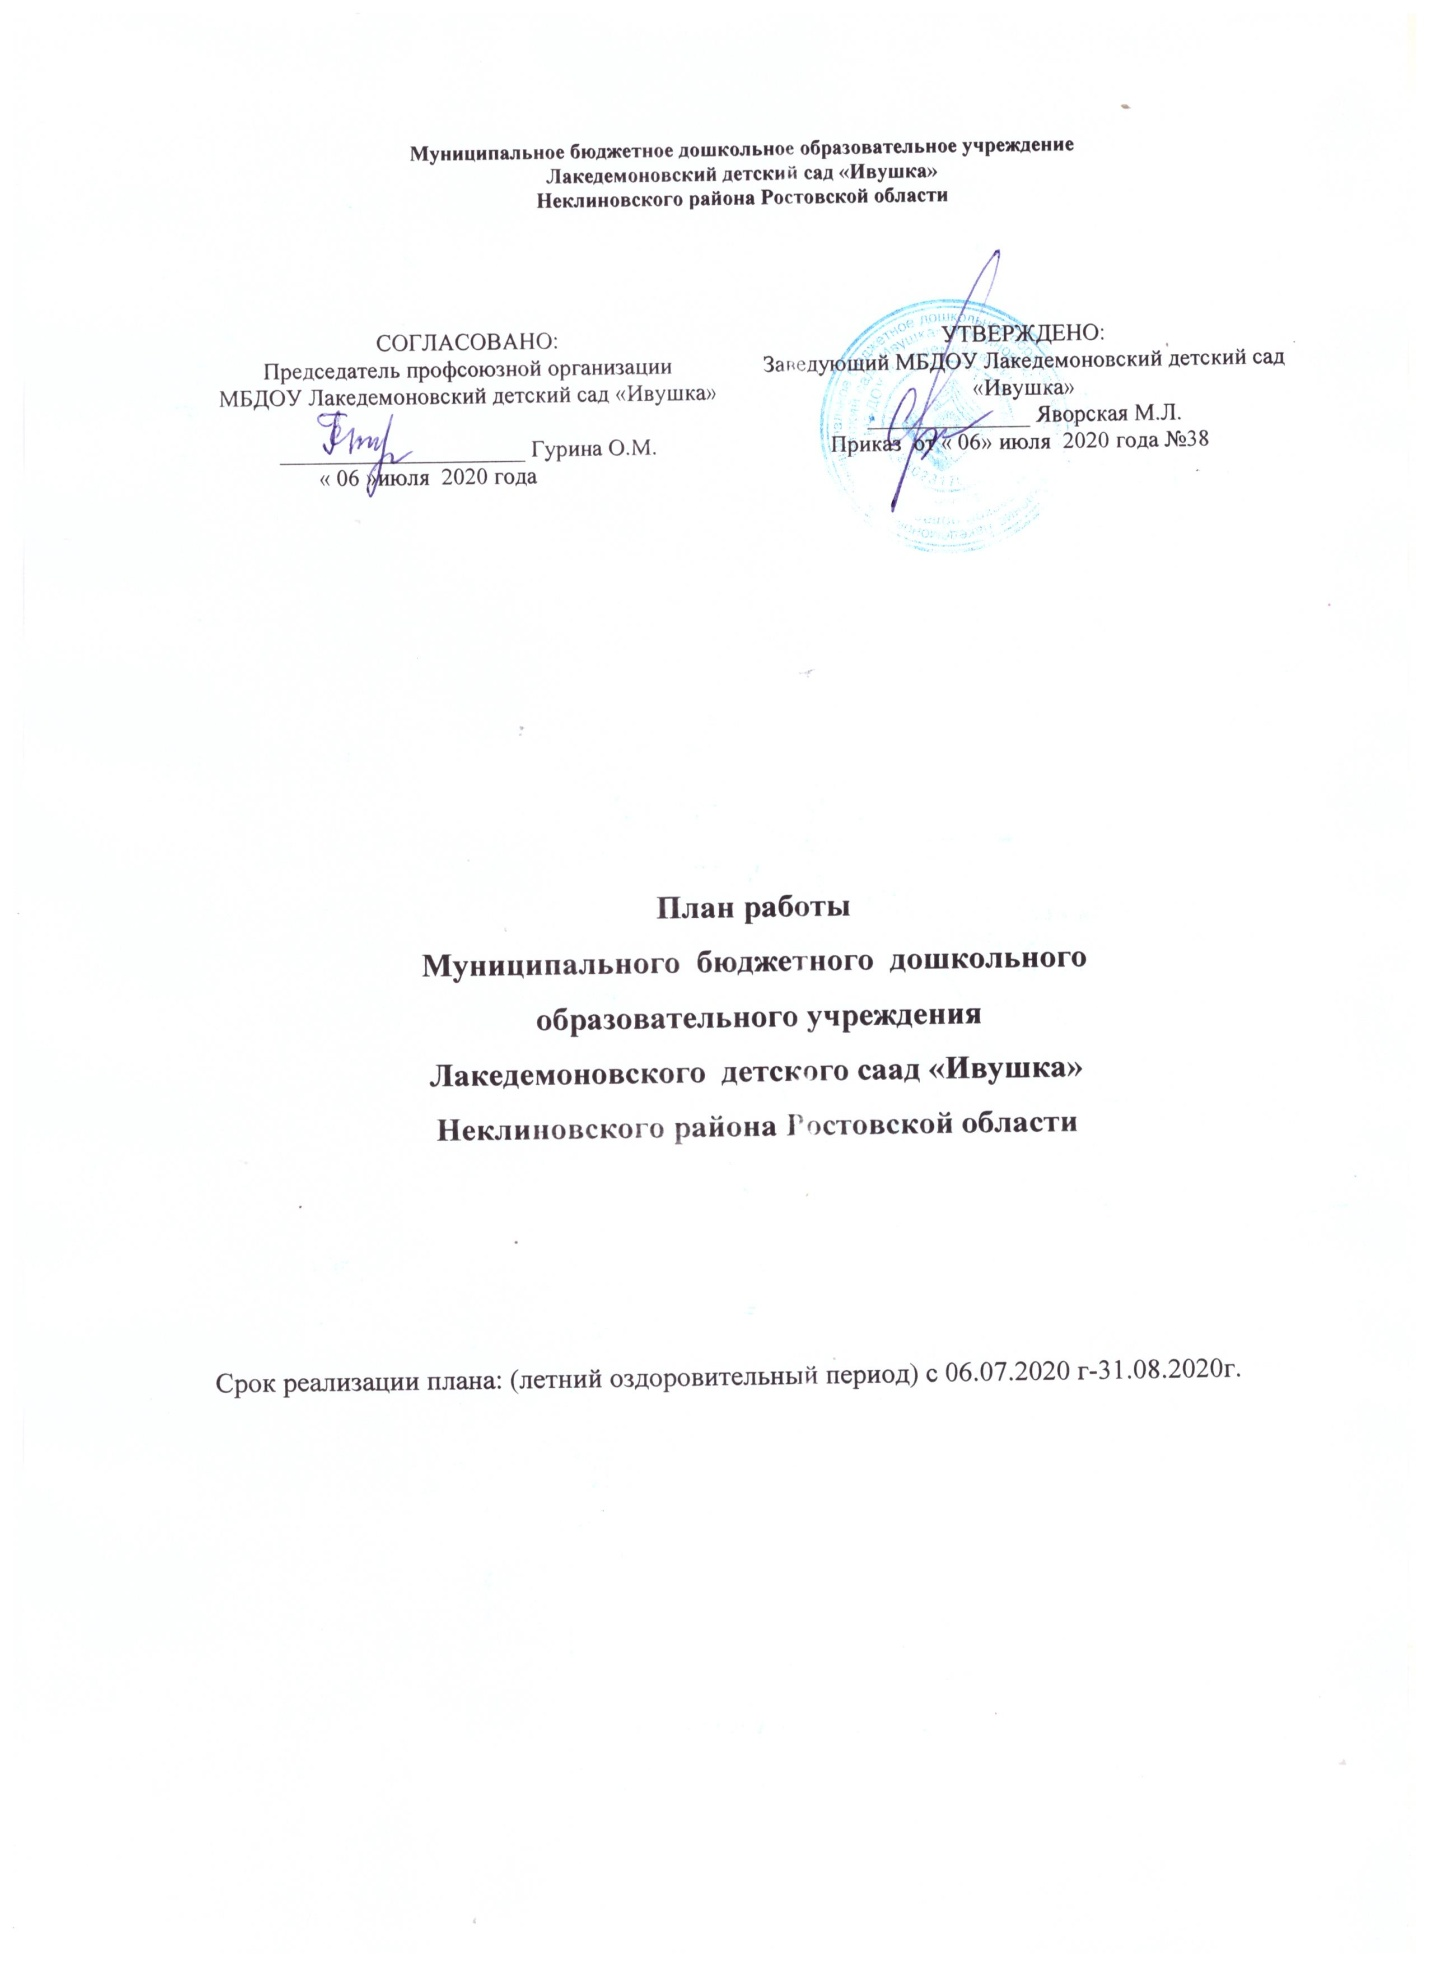 Муниципальное бюджетное дошкольное образовательное учреждение
Лакедемоновский детский сад «Ивушка»
Неклиновского района Ростовской области
СОГЛАСОВАНО:
Председатель профсоюзной организации
МБДОУ Лакедемоновский детский сад «Ивушка»
____________________ Гурина О.М.
« 06 »июля 2020 года
УТВЕРЖДЕНО:
Заведующий МБДОУ Лакедемоновский детский сад
«Ивушка»
_____________ Яворская М.Л.
Приказ от « 06» июля 2020 года №38
План работы
Муниципального бюджетного дошкольного
образовательного учреждения
Лакедемоновского детского саад «Ивушка»
Неклиновского района Ростовской области
Срок реализации плана: (летний оздоровительный период) с 06.07.2020 г-31.08.2020г.